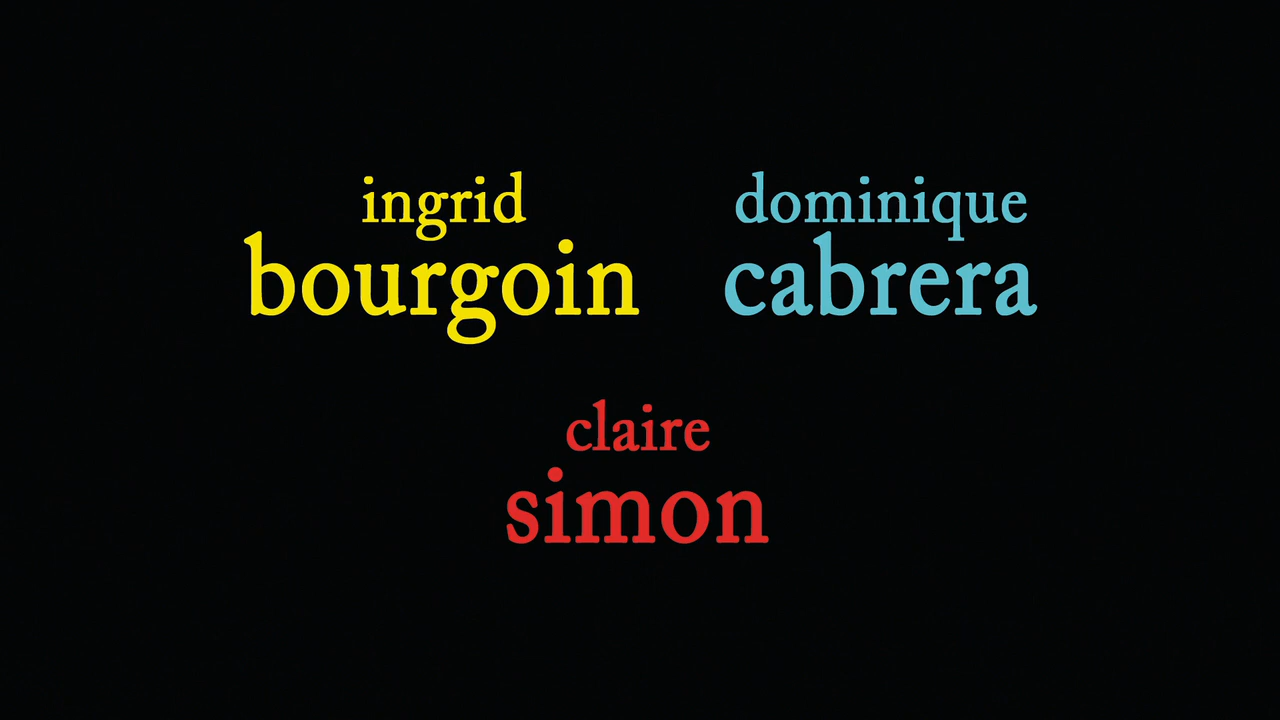 ingrid
bourgoin
dominique
cabrera
claire
simon